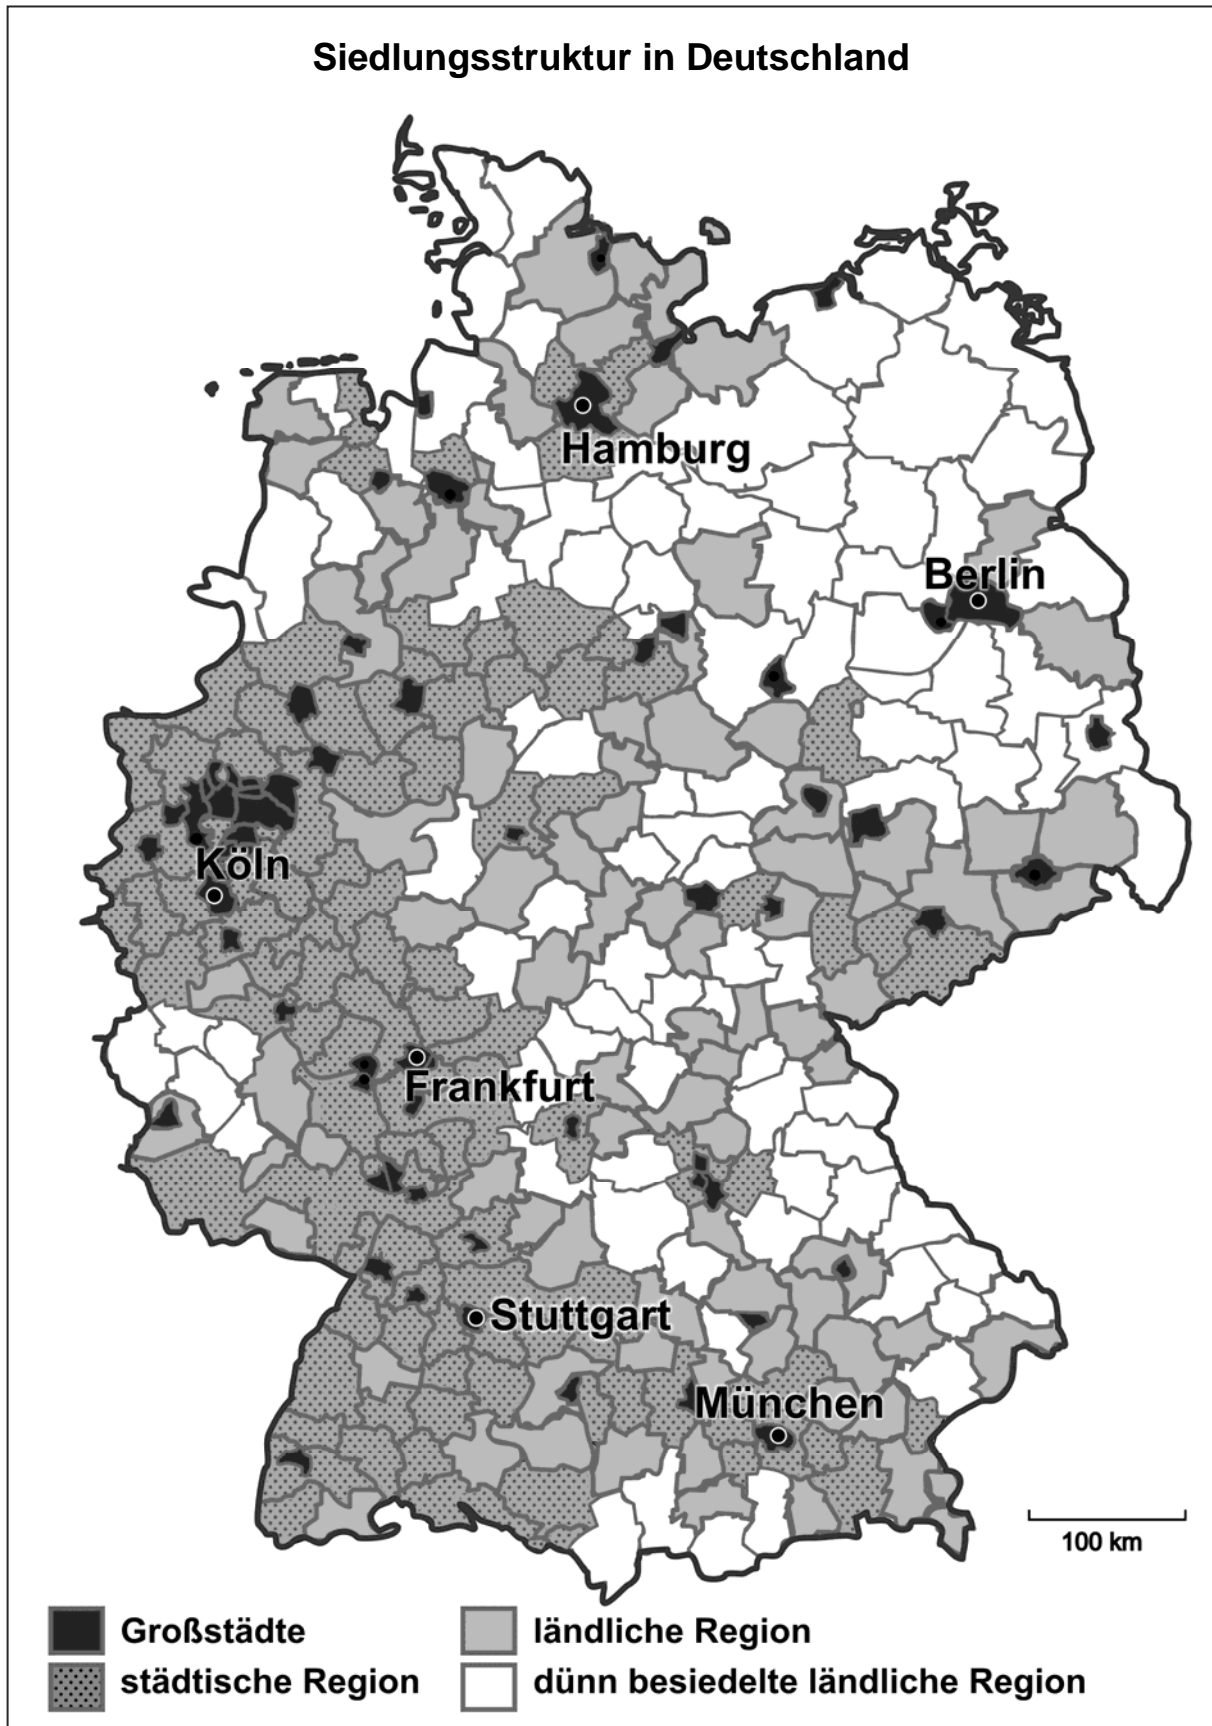 Siedlungsstruktur in Deutschland
Hamburg
Berlin
Köln
Frankfurt
Stuttgart
München
100 km
Großstädte
ländliche Region
städtische Region
dünn besiedelte ländliche Region